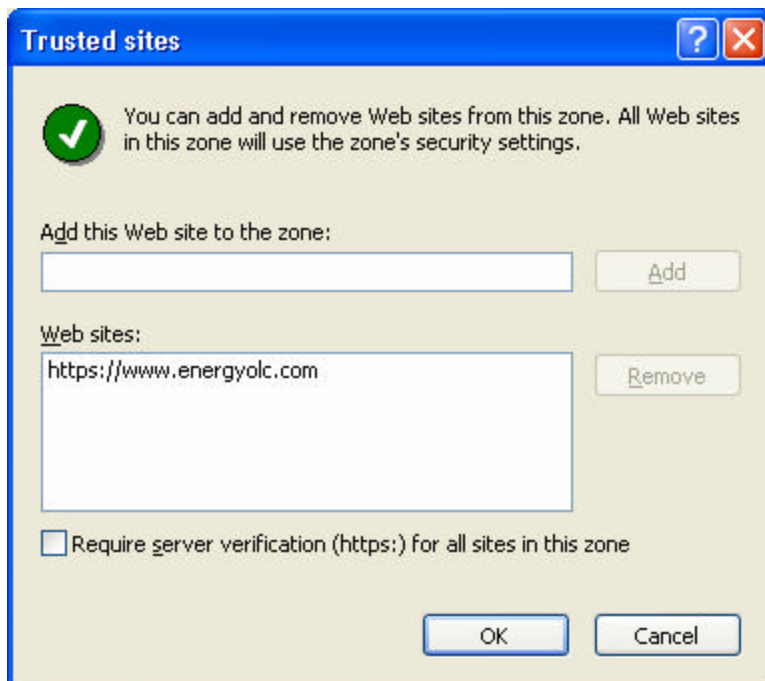 Trusted sites
You can add and remove Web sites from this zone. All Web sites
in this zone will use the zone's security settings.
Add this Web site to the zone:
Add
Web sites:
https://www.energyolc.com
Remove
Require server verification (https:) for all sites in this zone
OK
Cancel